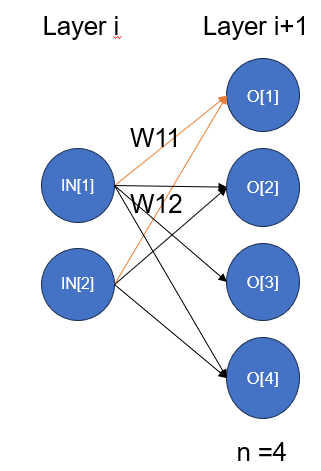 Layer i
Layer i+1
O[1]
W11
IN[1]
O[2]
W12
IN[2]
O[3]
O[4]
n =4